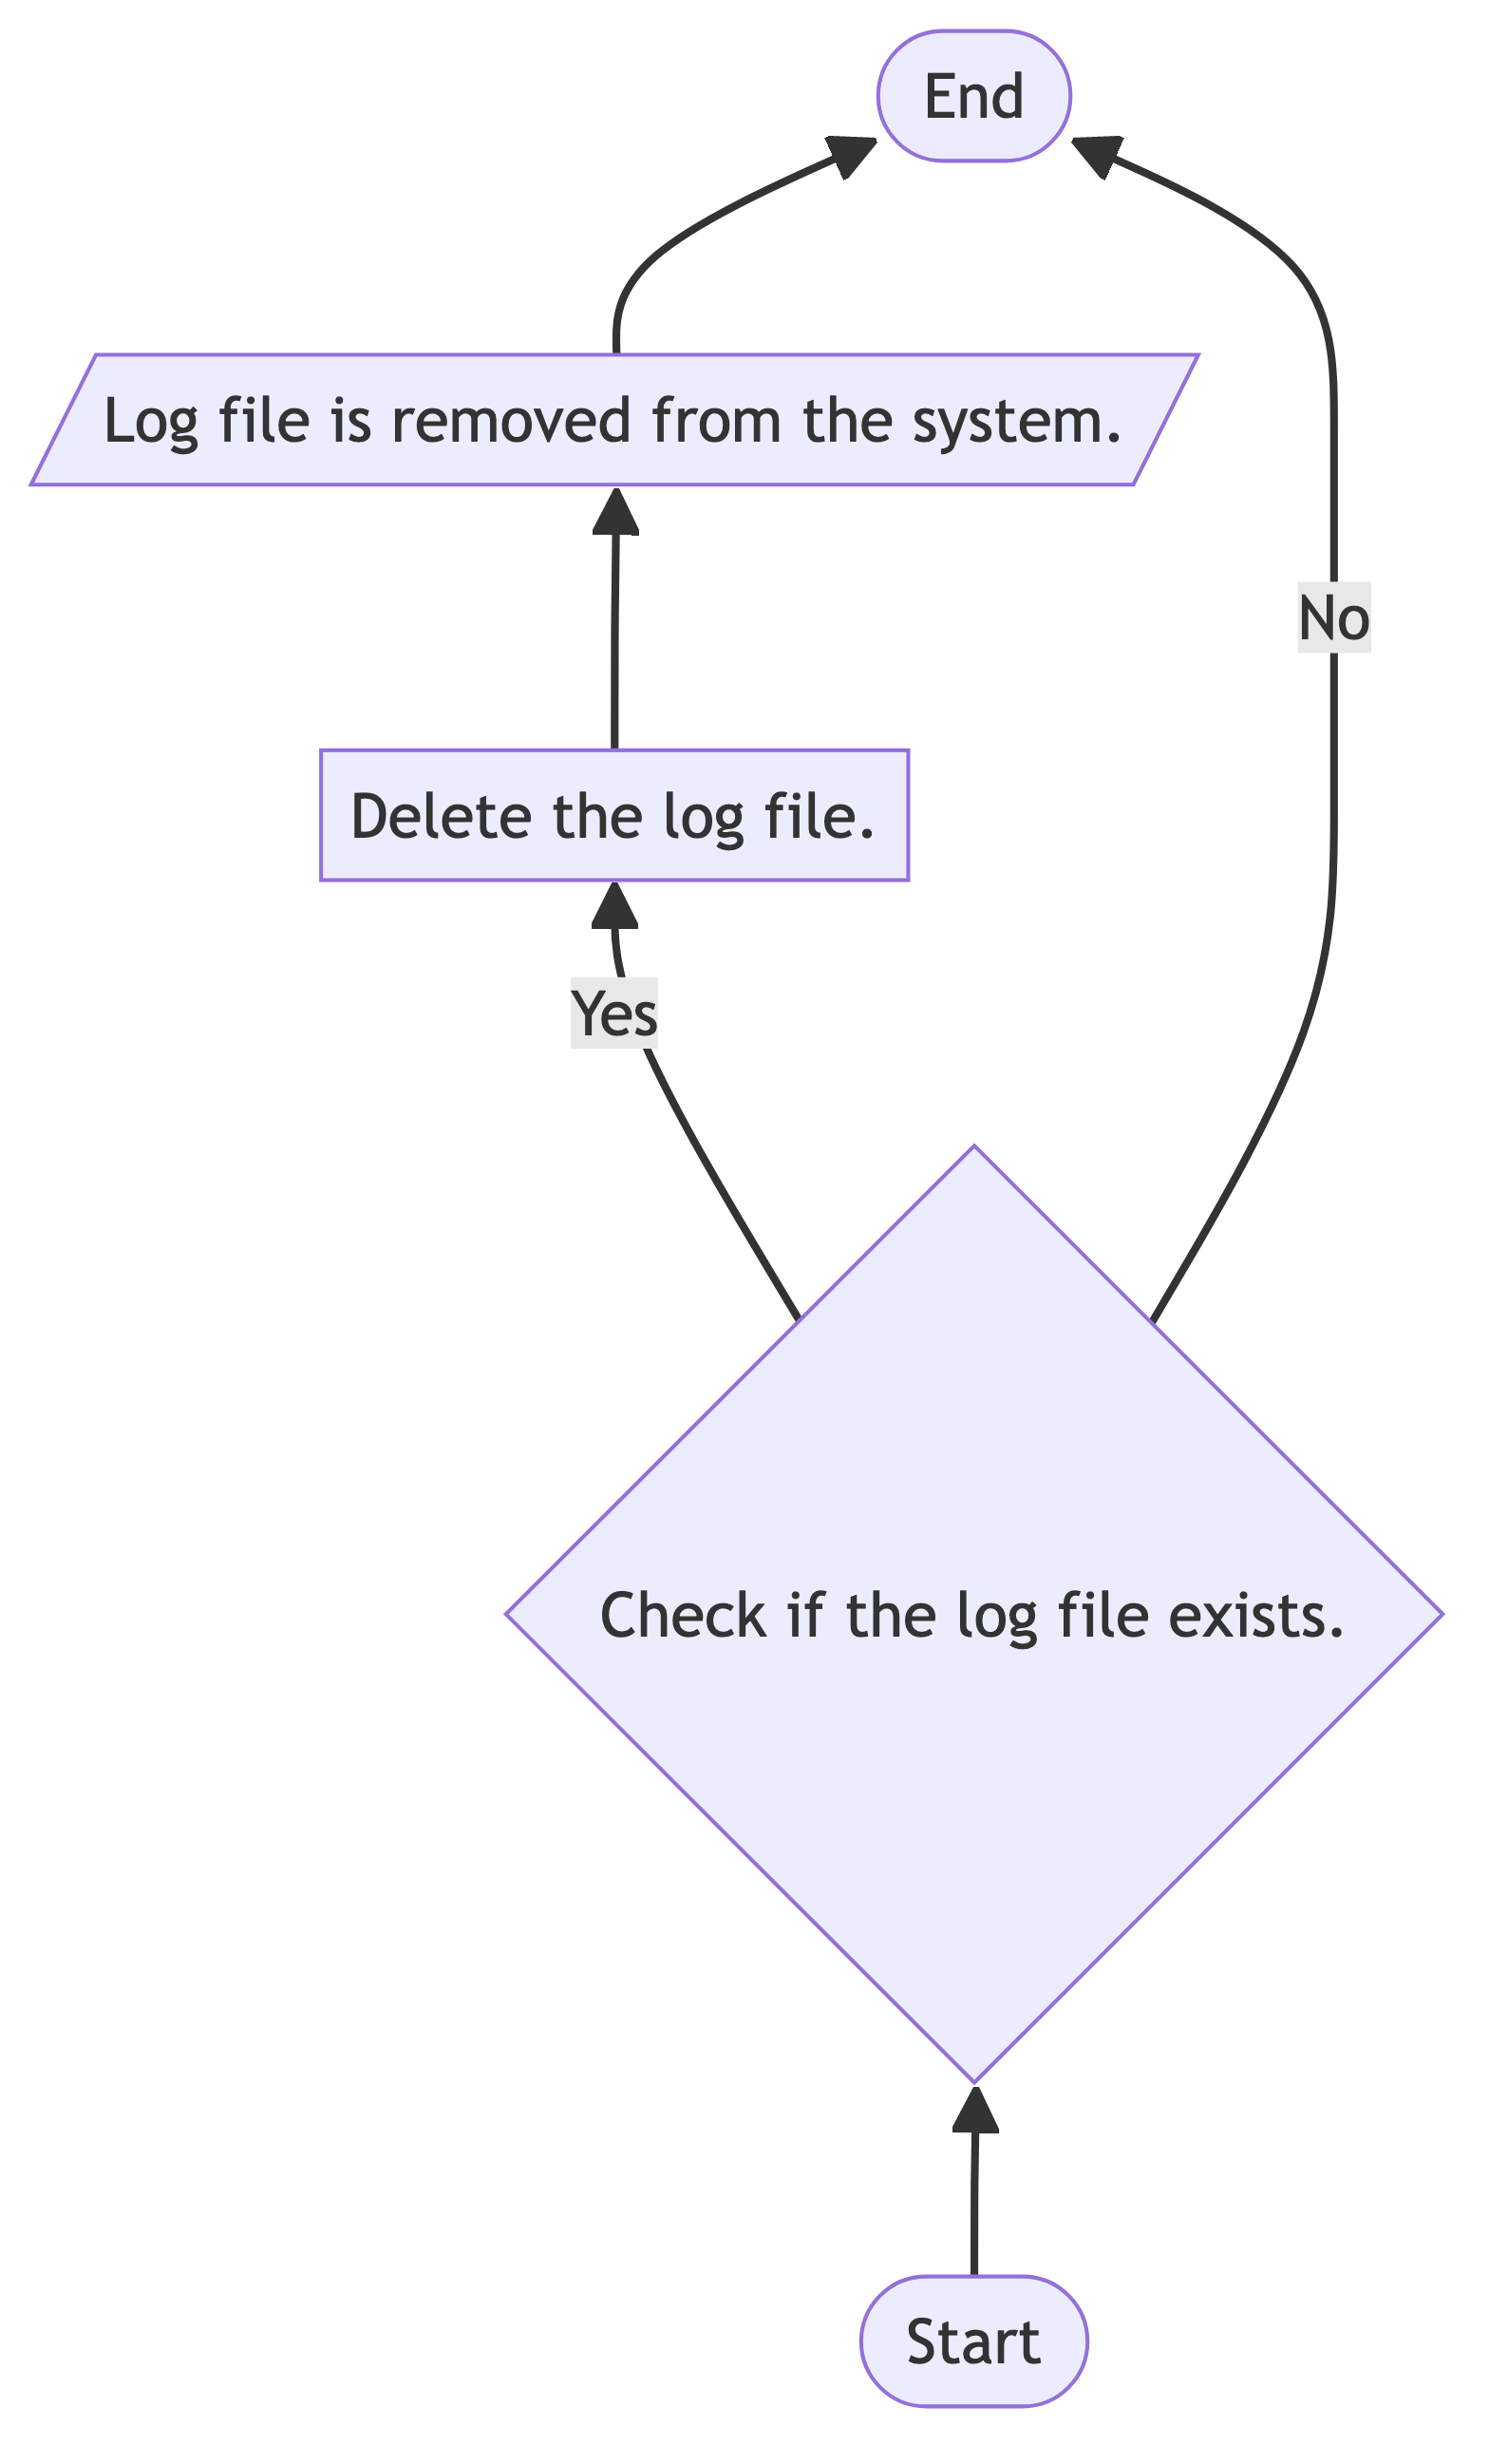 End
Log file is removed from the system.
No
Delete the log file.
Yes
Check if the log file exists.
Start